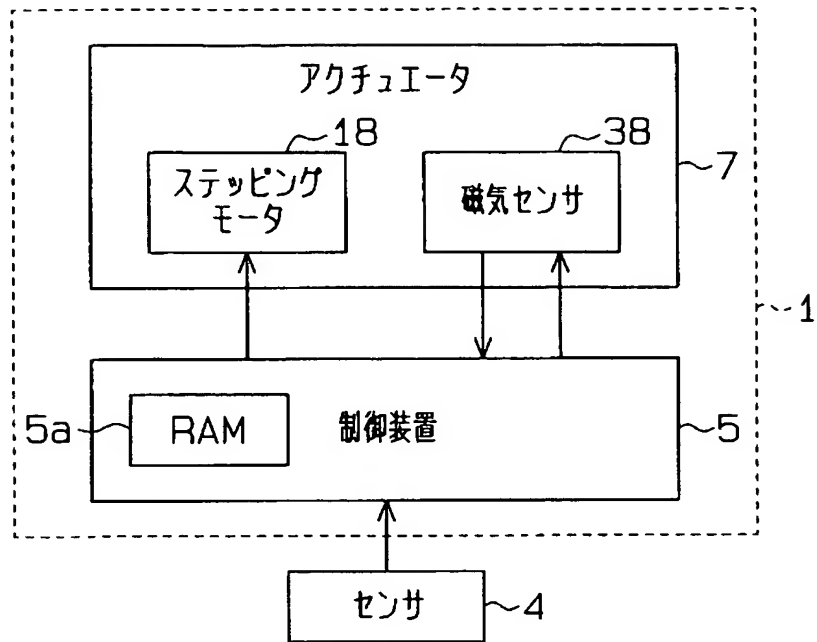 アクチュエータ
18
38
ステッピング
モータ
磁気センサ
7
1
5a
RAM
制御装置
5
センサ
4